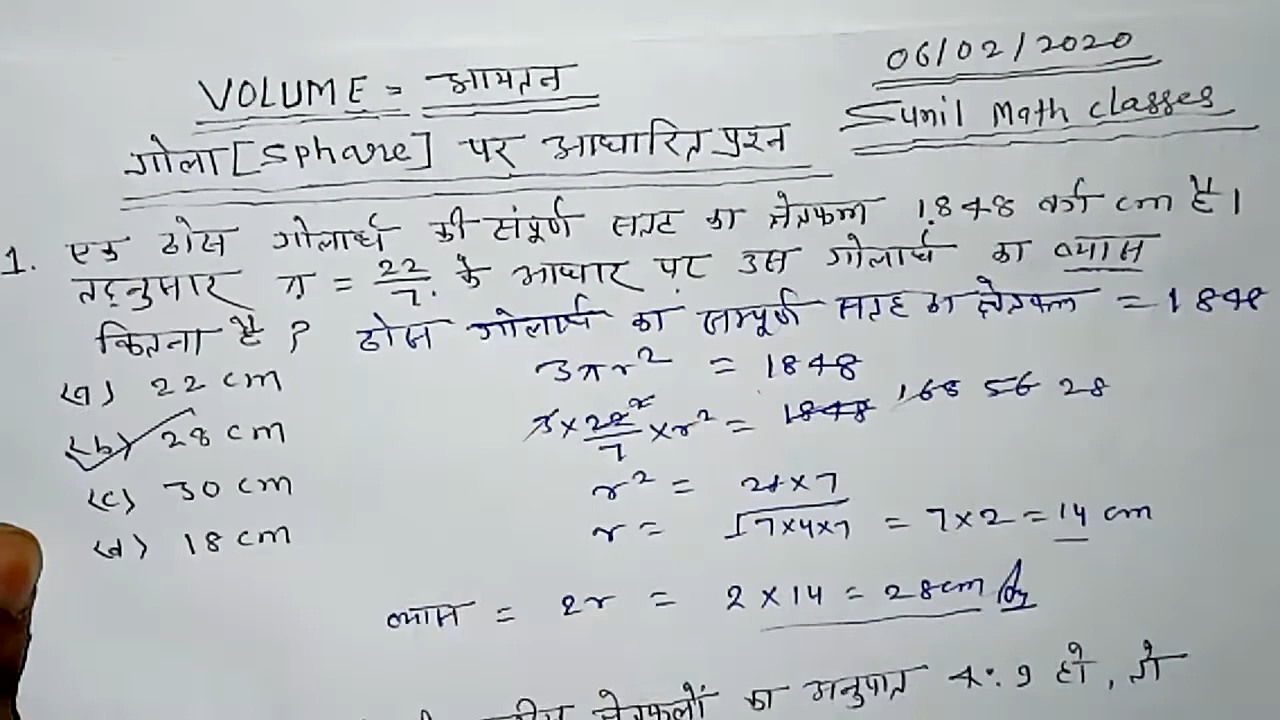 06/02/2020
VOLUME = आयतन
Sunil Math classes
गोला [Sphare] पर आधारित प्रश्न
1. एक ठोस गोलार्ध की संपूर्ण सतह का क्षेत्रफल 1848 वर्ग cm है।
तद्नुसार π = 22/7 के आधार पर उस गोलार्ध का व्यास
कितना है ? ठोस गोलार्ध का सम्पूर्ण सतह का क्षेत्रफल = 1848
(a) 22 cm
3πr² = 1848
(b) 28 cm
3 × 22/7 × r² = 1848 168 56 28
(c) 30 cm
r² = 28×7
(d) 18 cm
r = √7×4×7 = 7×2 = 14 cm
व्यास = 2r = 2 × 14 = 28cm
क्षेत्रफलों का अनुपात 4:9 हो, तो